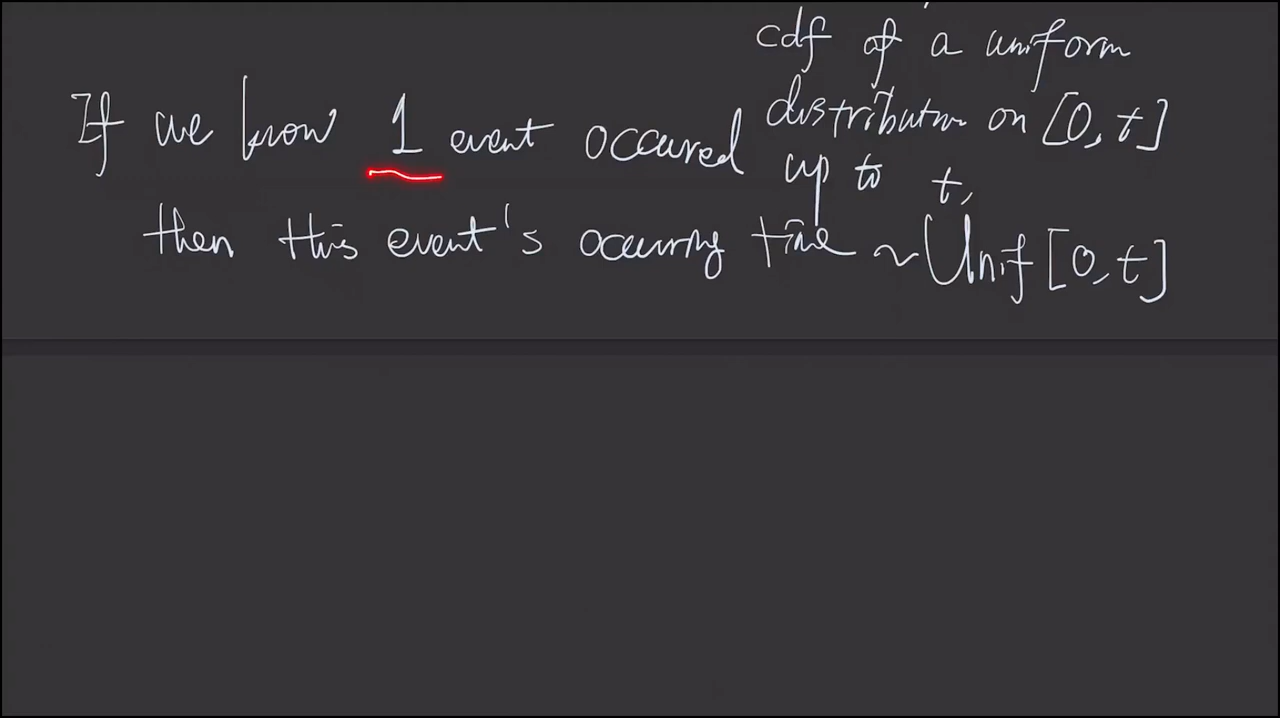 cdf of a uniform
distribution on [0, t]
If we know 1 event occured up to t,
then this event's occurring time ~ Unif [0, t]